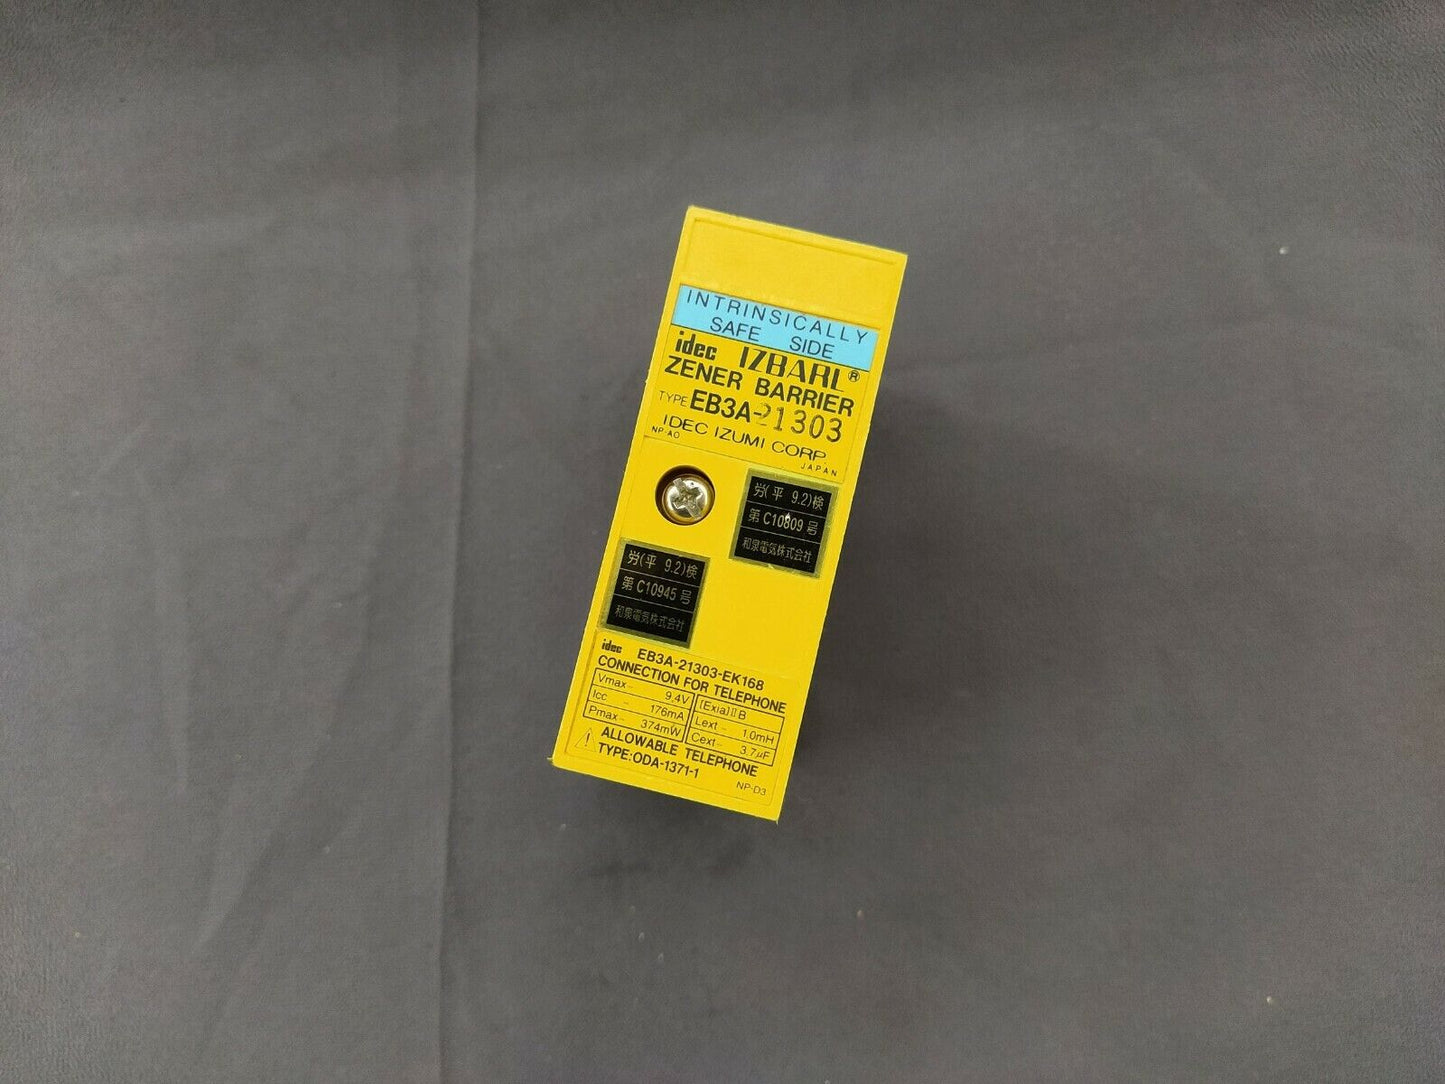 INTRINSICALLY
SAFE SIDE
idec IZBARL®
ZENER BARRIER
TYPE EB3A-21303
IDEC IZUMI CORP.
NP-A0 JAPAN
労(平 9.2)検
第 C10809 号
和泉電気株式会社
労(平 9.2)検
第 C10945 号
和泉電気株式会社
idec EB3A-21303-EK168
CONNECTION FOR TELEPHONE
Vmax- 9.4V
Icc - 176mA
Pmax- 374mW
[Exia]ⅡB
Lext- 1.0mH
Cext- 3.7μF
ALLOWABLE TELEPHONE
TYPE:ODA-1371-1
NP-D3